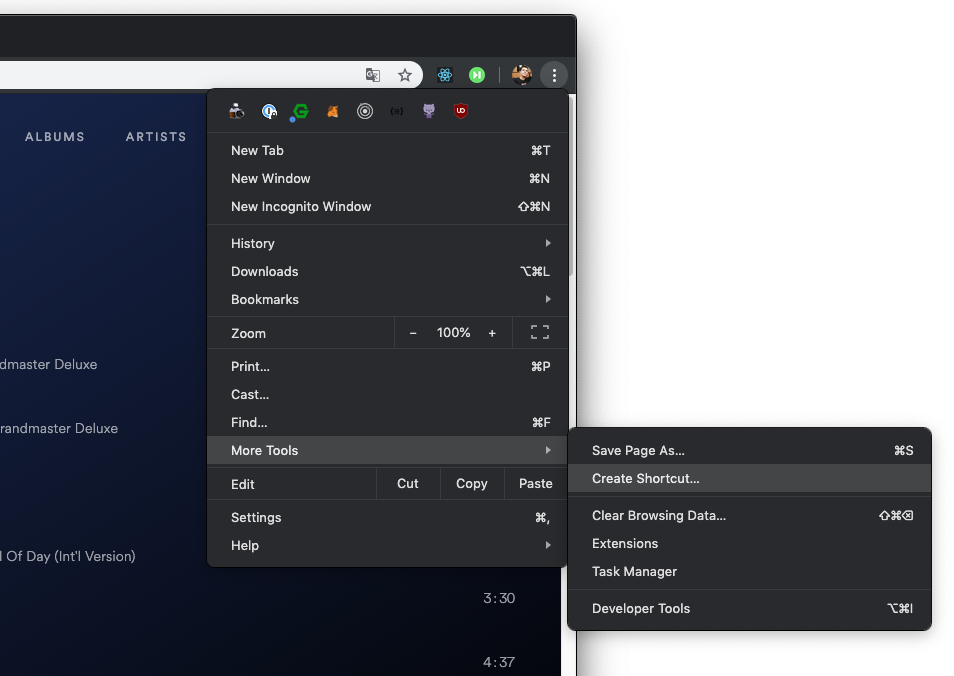 ALBUMS
ARTISTS
New Tab ⌘T
New Window ⌘N
New Incognito Window ⇧⌘N
History
Downloads ⌥⌘L
Bookmarks
Zoom − 100% +
Print... ⌘P
Cast...
Find... ⌘F
More Tools
Edit Cut Copy Paste
Settings ⌘,
Help
Save Page As... ⌘S
Create Shortcut...
Clear Browsing Data... ⇧⌘⌫
Extensions
Task Manager
Developer Tools ⌥⌘I
dmaster Deluxe
randmaster Deluxe
l Of Day (Int'l Version)
3:30
4:37